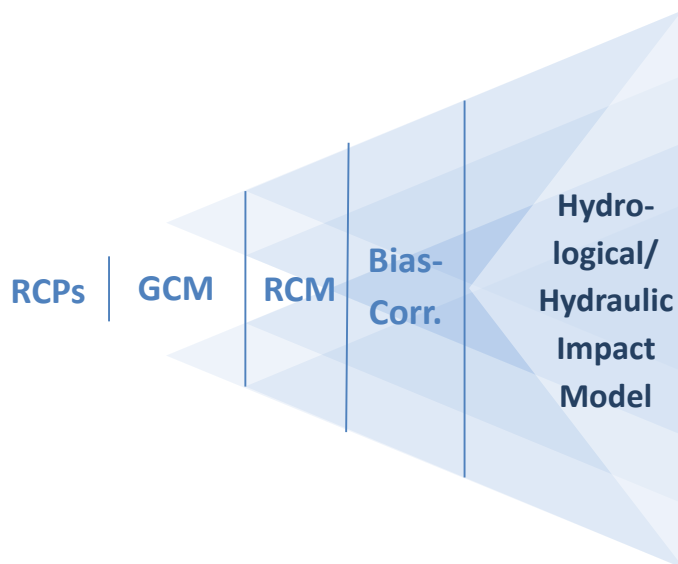 RCPs
GCM
RCM
Bias-
Corr.
Hydro-
logical/
Hydraulic
Impact
Model